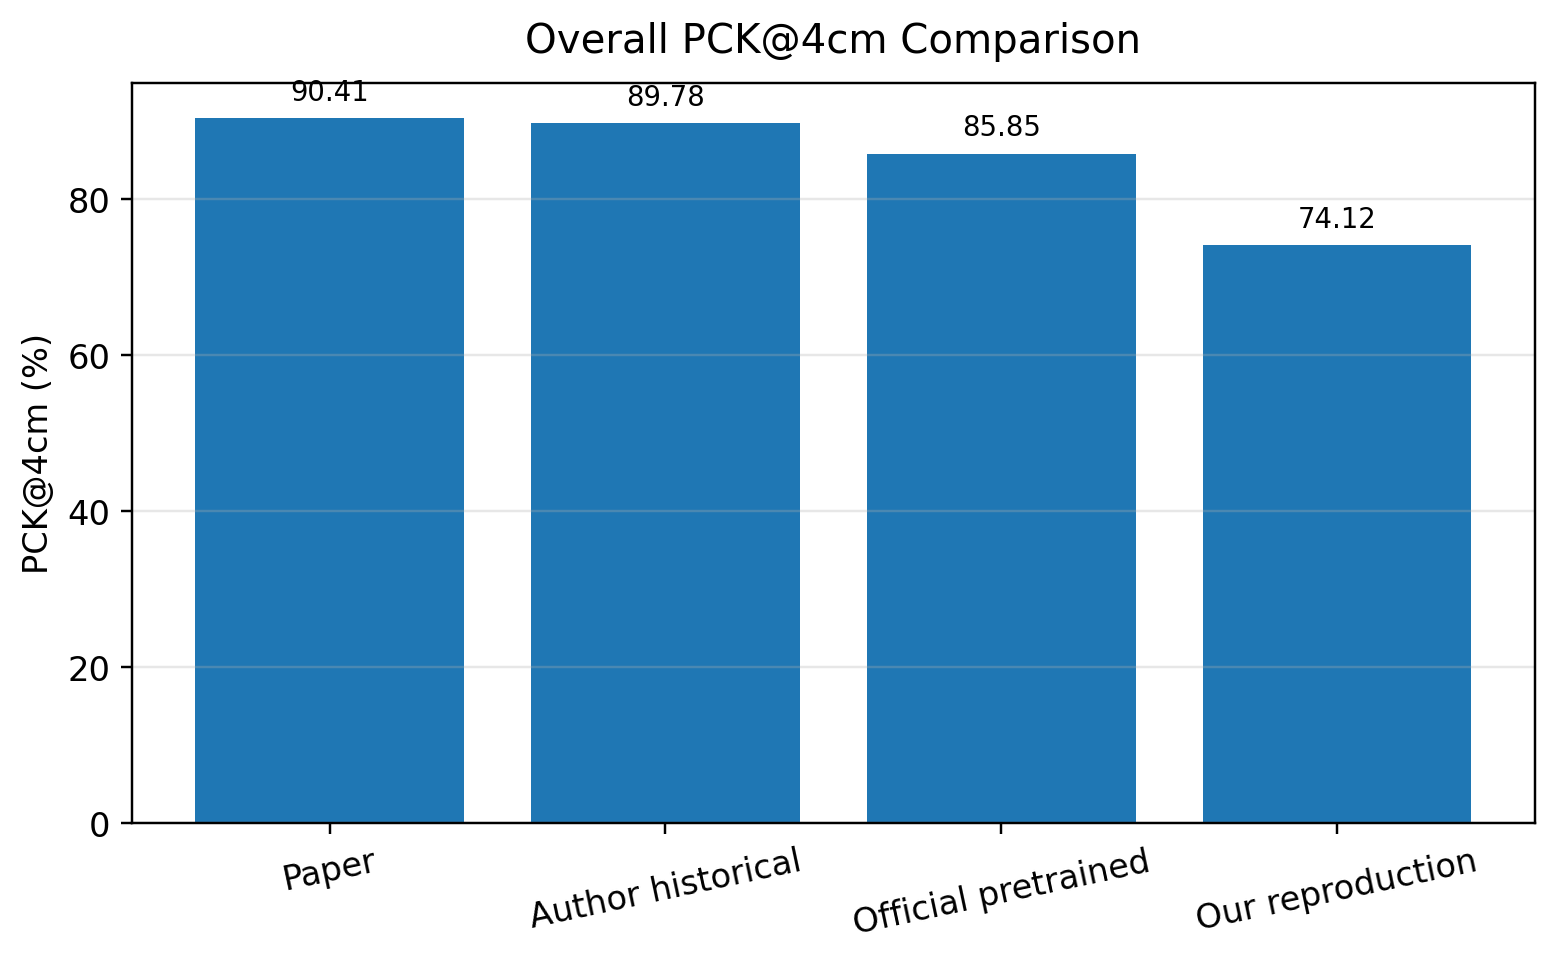 Overall PCK@4cm Comparison
90.41
89.78
85.85
74.12
PCK@4cm (%)
80
60
40
20
0
Paper
Author historical
Official pretrained
Our reproduction